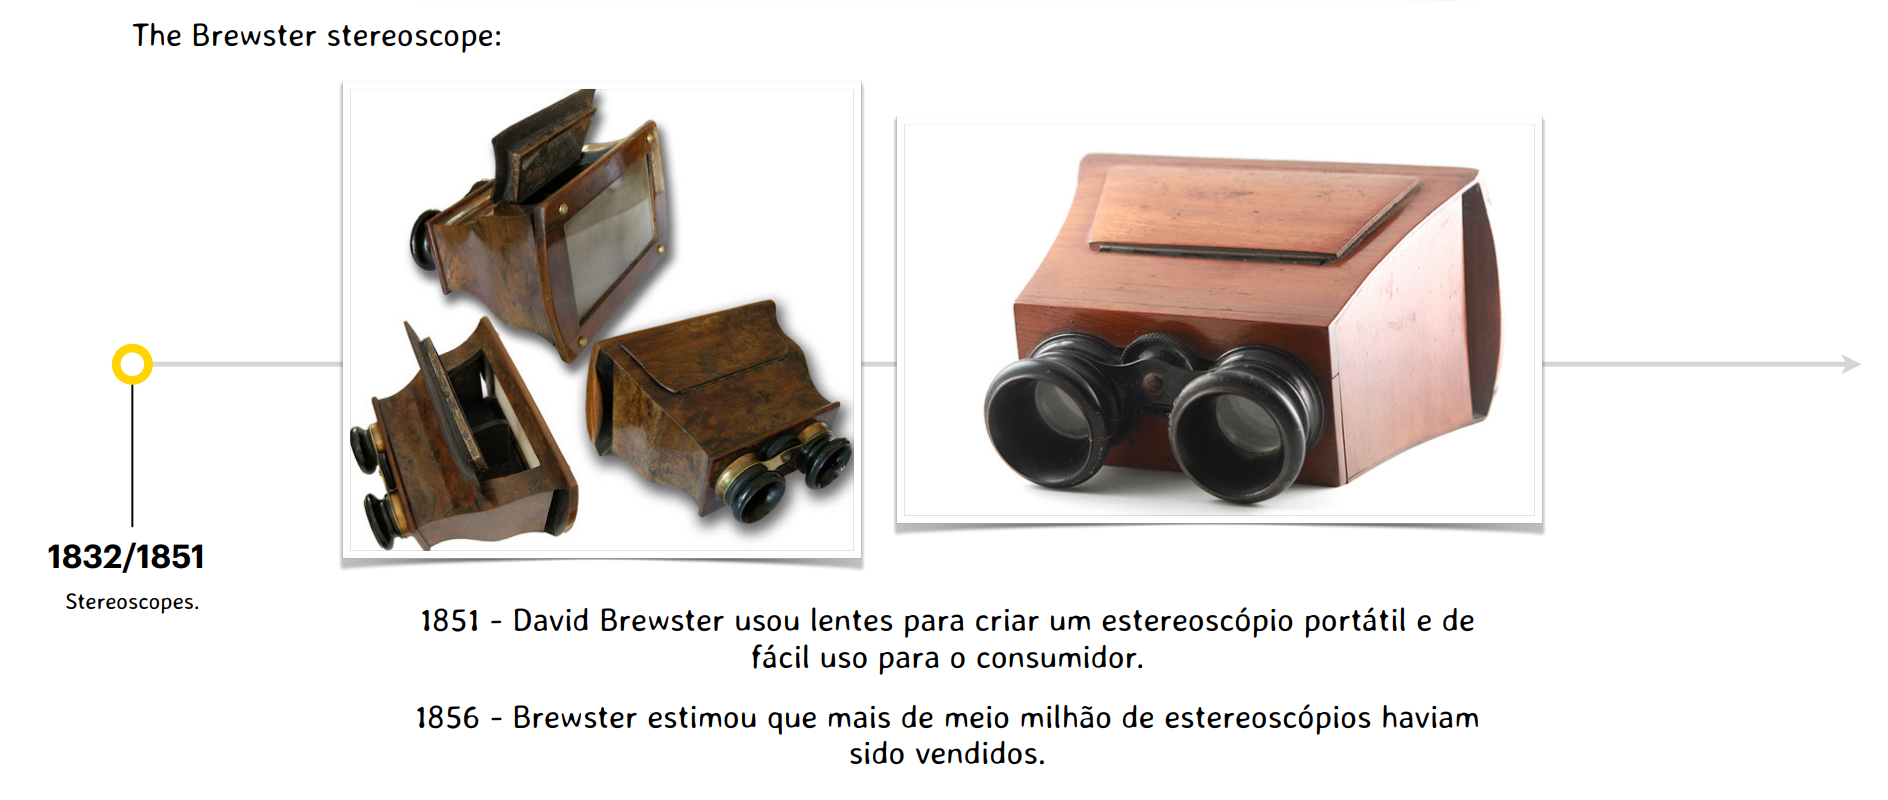 The Brewster stereoscope:
1832/1851
Stereoscopes.
1851 - David Brewster usou lentes para criar um estereoscópio portátil e de
fácil uso para o consumidor.
1856 - Brewster estimou que mais de meio milhão de estereoscópios haviam
sido vendidos.